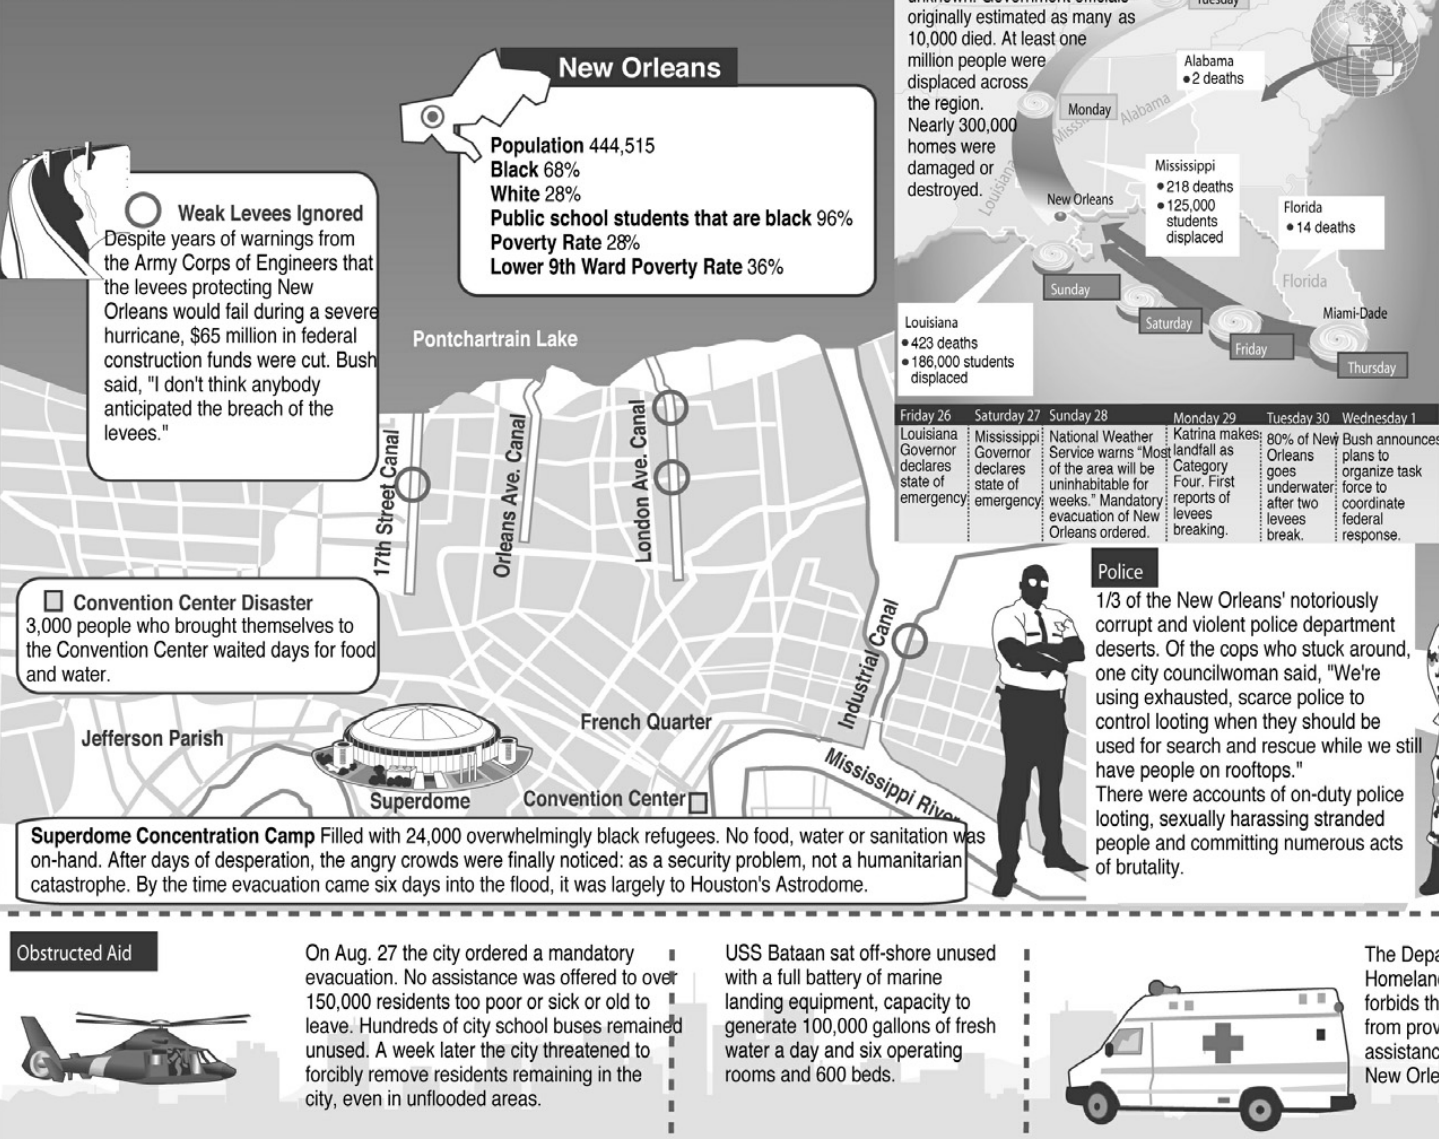 New Orleans
Population 444,515
Black 68%
White 28%
Public school students that are black 96%
Poverty Rate 28%
Lower 9th Ward Poverty Rate 36%
Weak Levees Ignored
Despite years of warnings from
the Army Corps of Engineers that
the levees protecting New
Orleans would fail during a severe
hurricane, $65 million in federal
construction funds were cut. Bush
said, "I don't think anybody
anticipated the breach of the
levees."
originally estimated as many as
10,000 died. At least one
million people were
displaced across
the region.
Nearly 300,000
homes were
damaged or
destroyed.
Tuesday
Alabama
• 2 deaths
Monday
Alabama
Louisiana
New Orleans
Mississippi
• 218 deaths
• 125,000
students
displaced
Florida
• 14 deaths
Florida
Miami-Dade
Sunday
Saturday
Friday
Thursday
Louisiana
• 423 deaths
• 186,000 students
displaced
Friday 26
Louisiana
Governor
declares
state of
emergency
Saturday 27
Mississippi
Governor
declares
state of
emergency
Sunday 28
National Weather
Service warns “Most
of the area will be
uninhabitable for
weeks.” Mandatory
evacuation of New
Orleans ordered.
Monday 29
Katrina makes
landfall as
Category
Four. First
reports of
levees
breaking.
Tuesday 30
80% of New
Orleans
goes
underwater
after two
levees
break.
Wednesday 1
Bush announces
plans to
organize task
force to
coordinate
federal
response.
Pontchartrain Lake
17th Street Canal
Orleans Ave. Canal
London Ave. Canal
Industrial Canal
Convention Center Disaster
3,000 people who brought themselves to
the Convention Center waited days for food
and water.
Jefferson Parish
French Quarter
Superdome
Convention Center
Mississippi River
Superdome Concentration Camp Filled with 24,000 overwhelmingly black refugees. No food, water or sanitation was
on-hand. After days of desperation, the angry crowds were finally noticed: as a security problem, not a humanitarian
catastrophe. By the time evacuation came six days into the flood, it was largely to Houston's Astrodome.
Police
1/3 of the New Orleans' notoriously
corrupt and violent police department
deserts. Of the cops who stuck around,
one city councilwoman said, "We're
using exhausted, scarce police to
control looting when they should be
used for search and rescue while we still
have people on rooftops."
There were accounts of on-duty police
looting, sexually harassing stranded
people and committing numerous acts
of brutality.
Obstructed Aid
On Aug. 27 the city ordered a mandatory
evacuation. No assistance was offered to over
150,000 residents too poor or sick or old to
leave. Hundreds of city school buses remained
unused. A week later the city threatened to
forcibly remove residents remaining in the
city, even in unflooded areas.
USS Bataan sat off-shore unused
with a full battery of marine
landing equipment, capacity to
generate 100,000 gallons of fresh
water a day and six operating
rooms and 600 beds.
The Depa
Homelan
forbids th
from prov
assistanc
New Orle